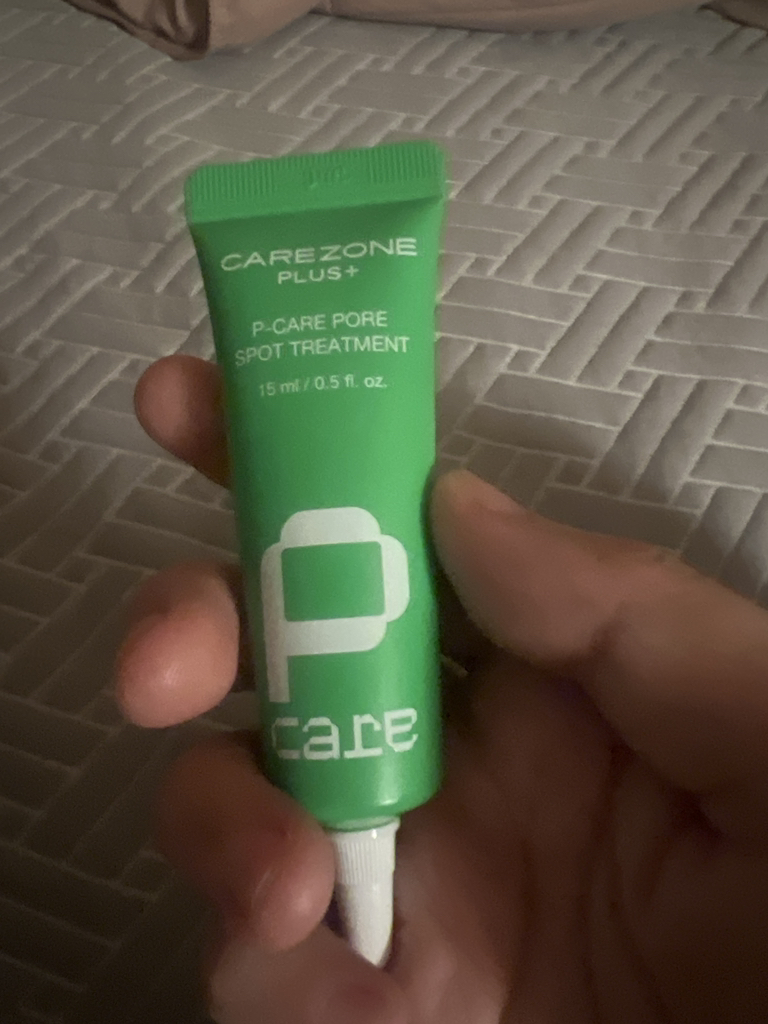 CAREZONE
PLUS+
P-CARE PORE
SPOT TREATMENT
15 ml / 0.5 fl. oz.
P
care